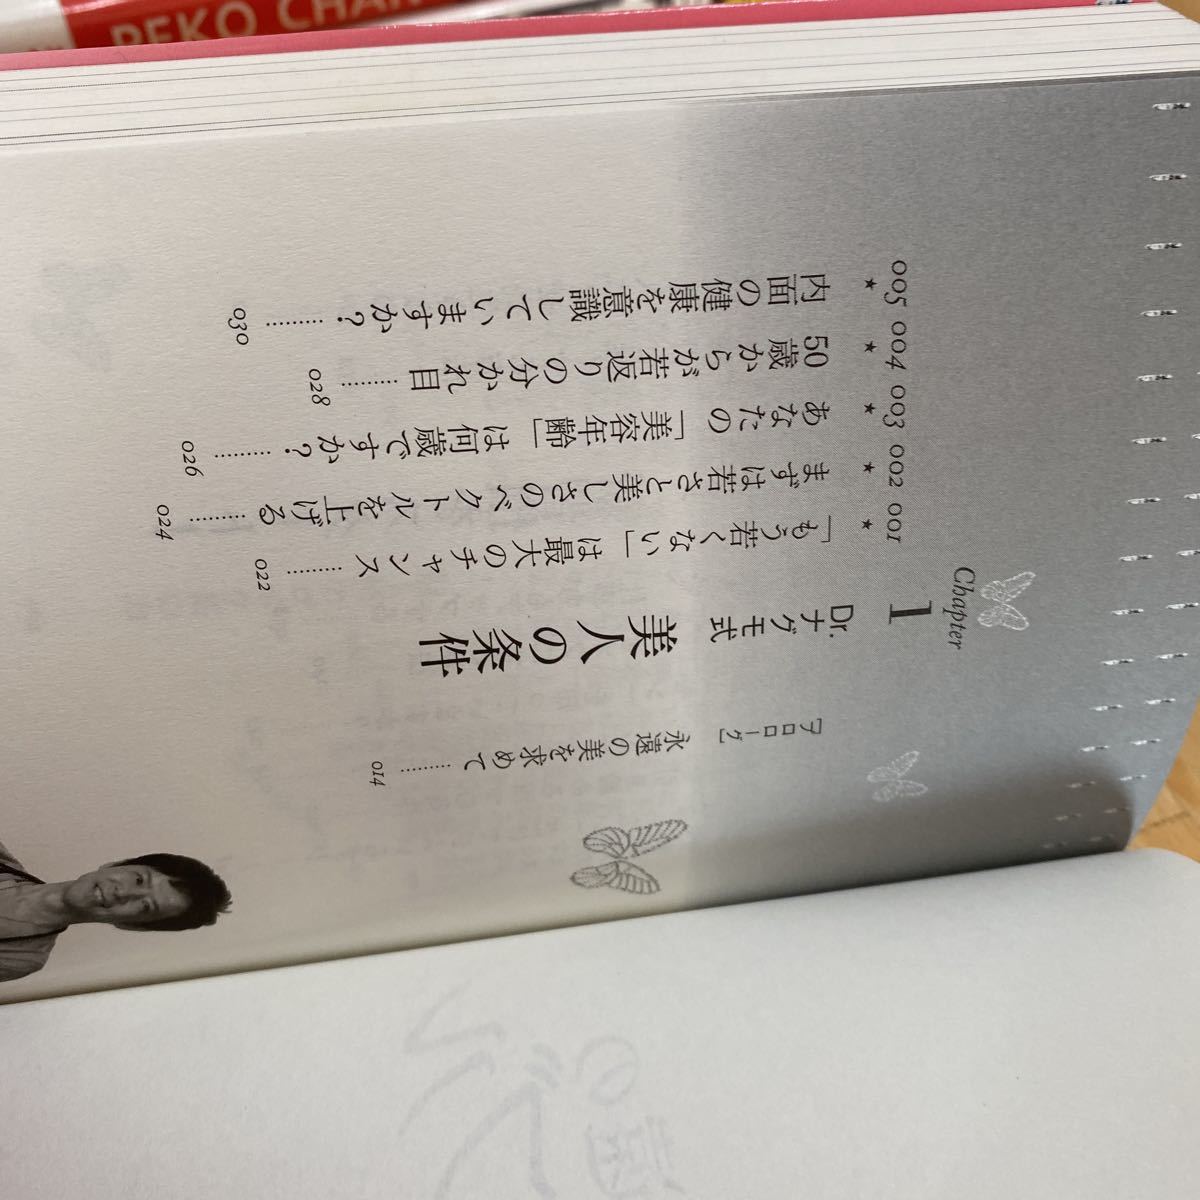 PEKO CHAN
[プロローグ] 永遠の美を求めて ……… 014
Chapter
1
Dr.ナグモ式 美人の条件
001 ★ 「もう若くない」は最大のチャンス ……… 022
002 ★ まずは若さと美しさのベクトルを上げる ……… 024
003 ★ あなたの「美容年齢」は何歳ですか? ……… 026
004 ★ 50歳からが若返りの分かれ目 ……… 028
005 ★ 内面の健康を意識していますか? ……… 030